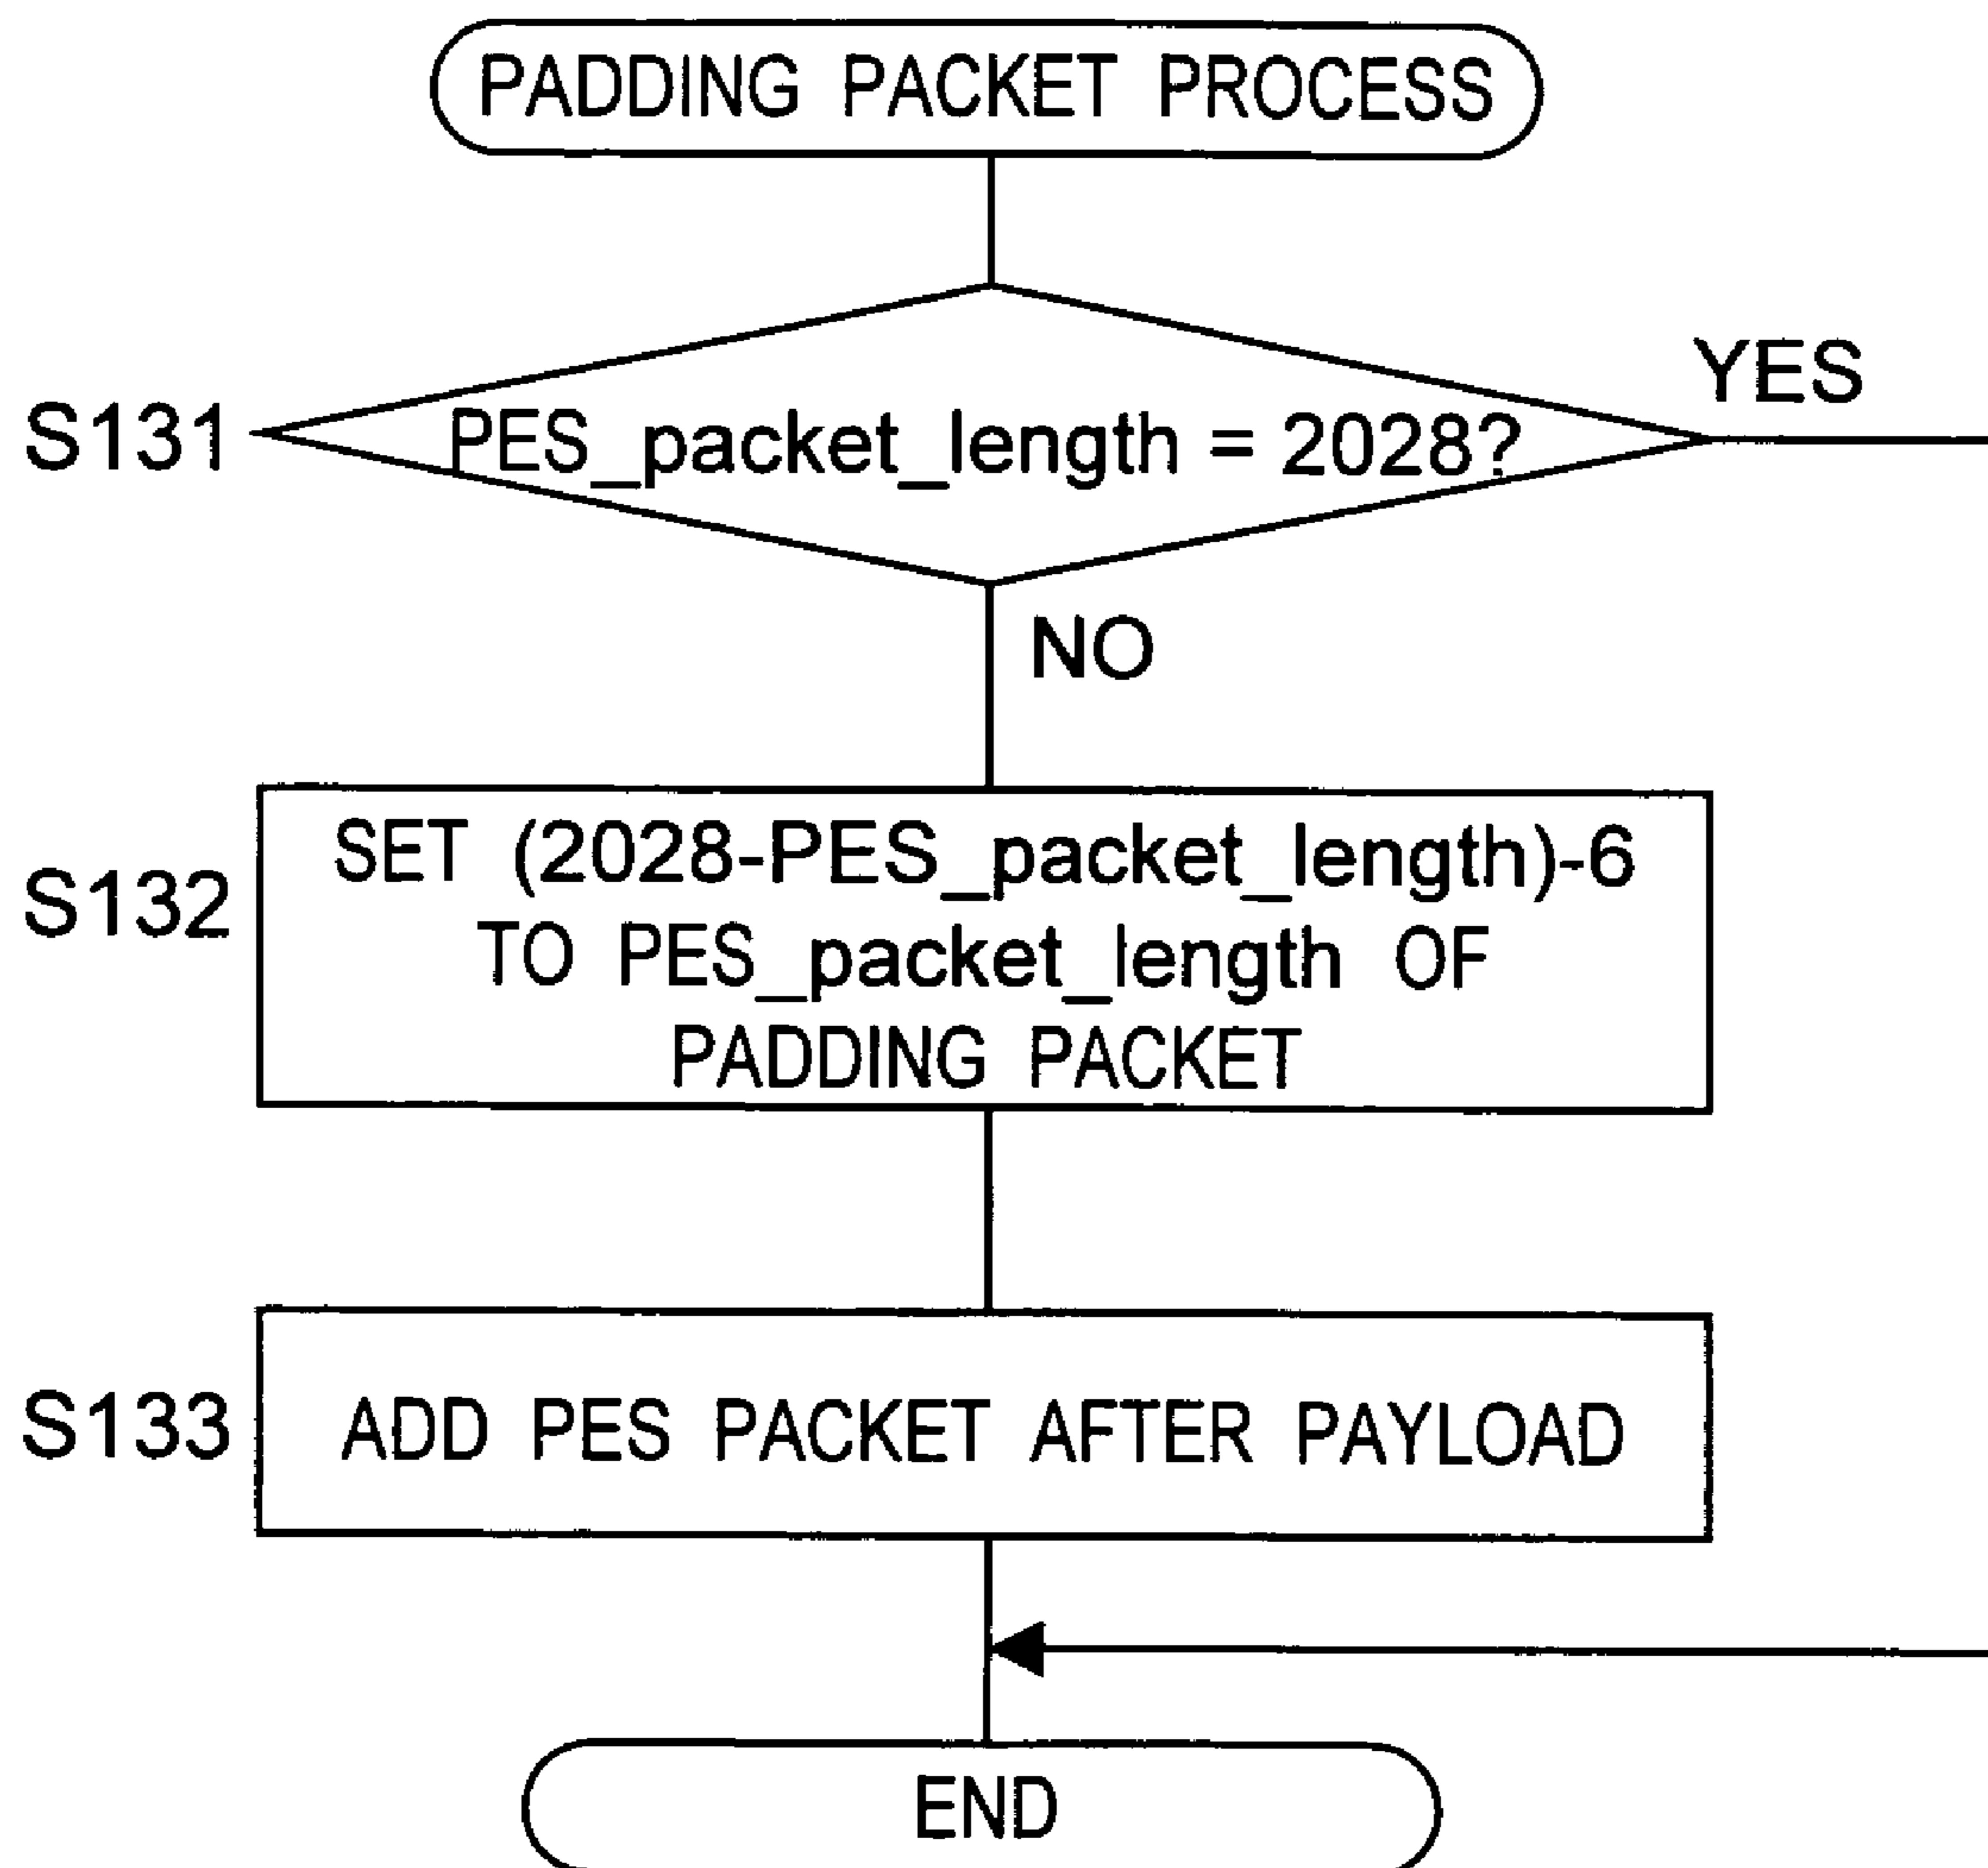 PADDING PACKET PROCESS
YES
S131
PES_packet_length = 2028?
NO
S132
SET (2028-PES_packet_length)-6
TO PES_packet_length OF
PADDING PACKET
S133
ADD PES PACKET AFTER PAYLOAD
END